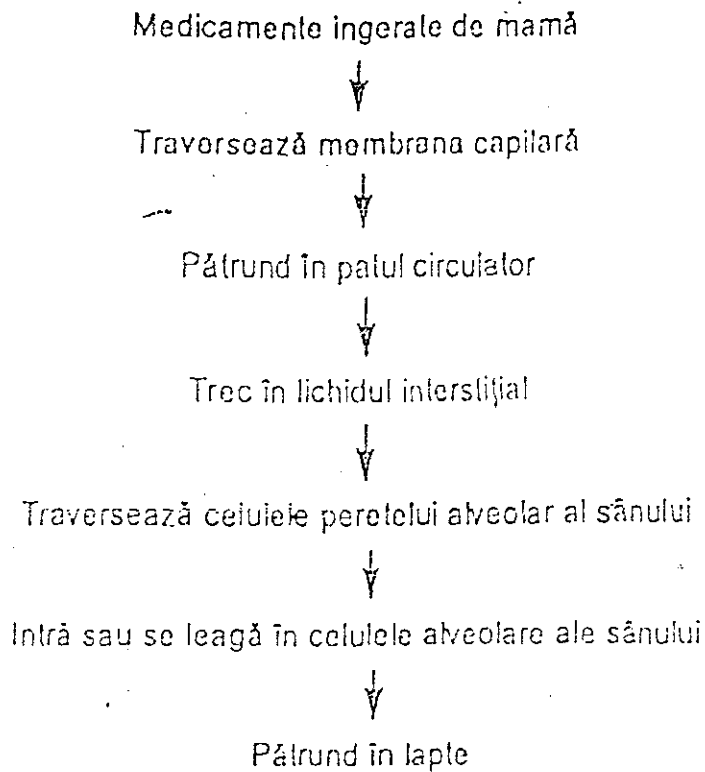 Medicamente ingerate de mamă
Traversează membrana capilară
Pătrund în patul circulator
Trec în lichidul interstițial
Traversează celulele peretelui alveolar al sânului
Intră sau se leagă în celulele alveolare ale sânului
Pătrund în lapte